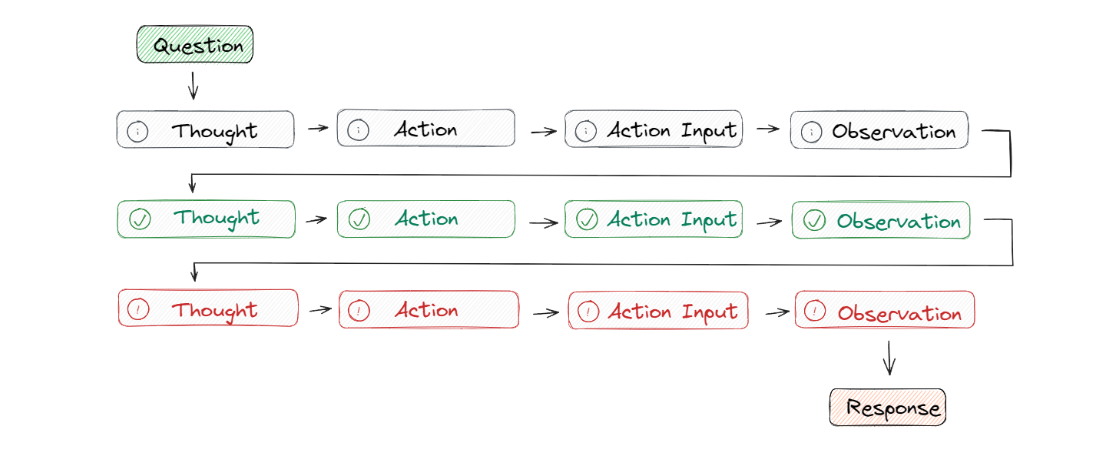 Question
Thought Action Action Input Observation
Thought Action Action Input Observation
Thought Action Action Input Observation
Response